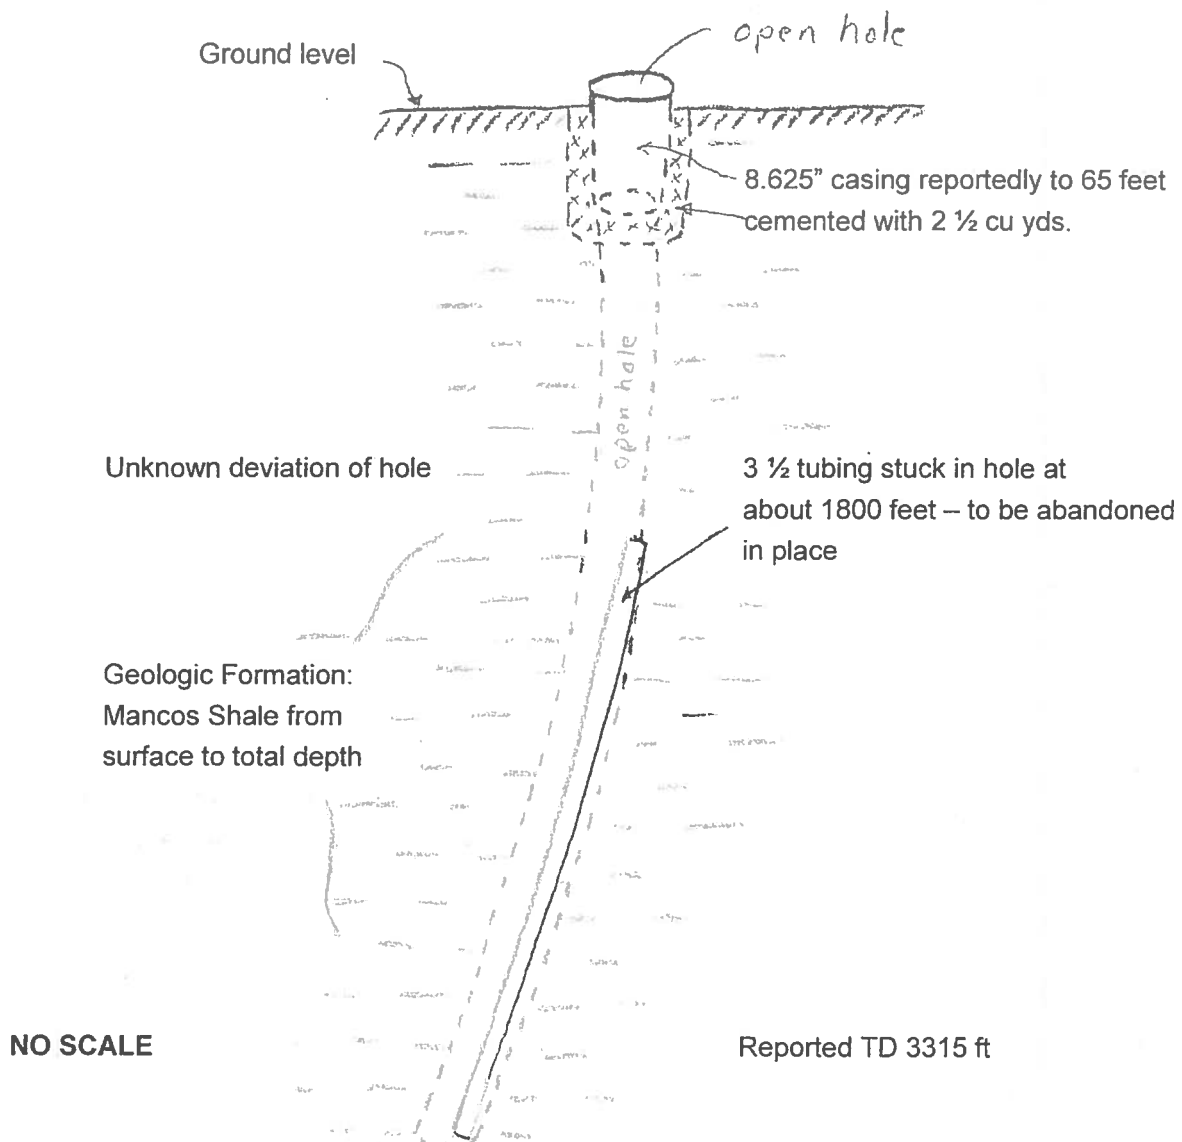 open hole
Ground level
8.625” casing reportedly to 65 feet
cemented with 2 ½ cu yds.
open hole
Unknown deviation of hole
3 ½ tubing stuck in hole at
about 1800 feet – to be abandoned
in place
Geologic Formation:
Mancos Shale from
surface to total depth
NO SCALE
Reported TD 3315 ft